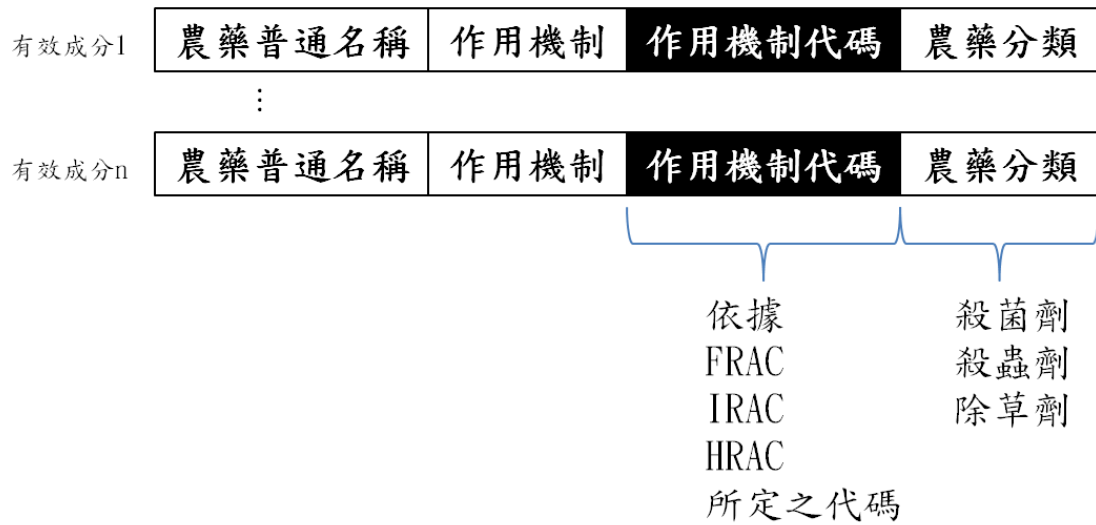 有效成分1 農藥普通名稱 作用機制 作用機制代碼 農藥分類
⋮
有效成分n 農藥普通名稱 作用機制 作用機制代碼 農藥分類
依據 殺菌劑
FRAC 殺蟲劑
IRAC 除草劑
HRAC
所定之代碼